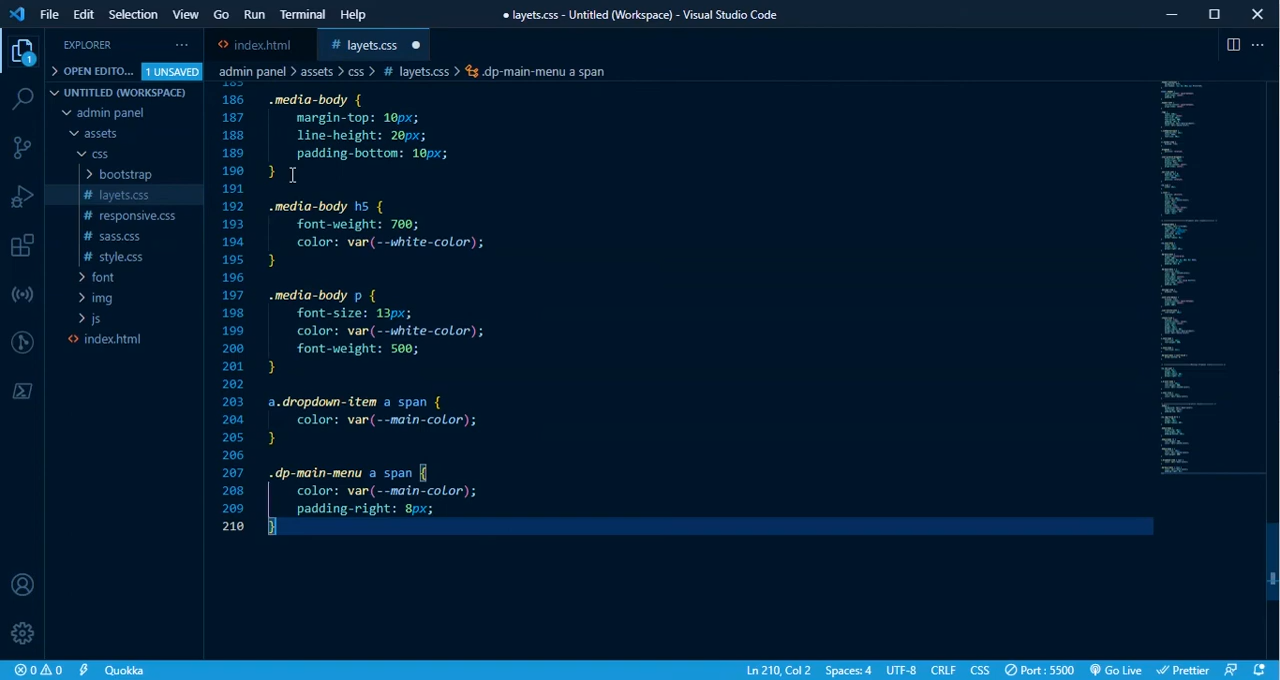 File Edit Selection View Go Run Terminal Help ● layets.css - Untitled (Workspace) - Visual Studio Code
EXPLORER ··· <> index.html # layets.css ●
> OPEN EDITO... 1 UNSAVED admin panel > assets > css > # layets.css > .dp-main-menu a span
UNTITLED (WORKSPACE)
admin panel
assets
css
bootstrap
# layets.css
# responsive.css
# sass.css
# style.css
font
img
js
<> index.html
1
185
186 .media-body {
187 margin-top: 10px;
188 line-height: 20px;
189 padding-bottom: 10px;
190 }
191
192 .media-body h5 {
193 font-weight: 700;
194 color: var(--white-color);
195 }
196
197 .media-body p {
198 font-size: 13px;
199 color: var(--white-color);
200 font-weight: 500;
201 }
202
203 a.dropdown-item a span {
204 color: var(--main-color);
205 }
206
207 .dp-main-menu a span {
208 color: var(--main-color);
209 padding-right: 8px;
210 }
0 0 Quokka Ln 210, Col 2 Spaces: 4 UTF-8 CRLF CSS Port : 5500 Go Live Prettier